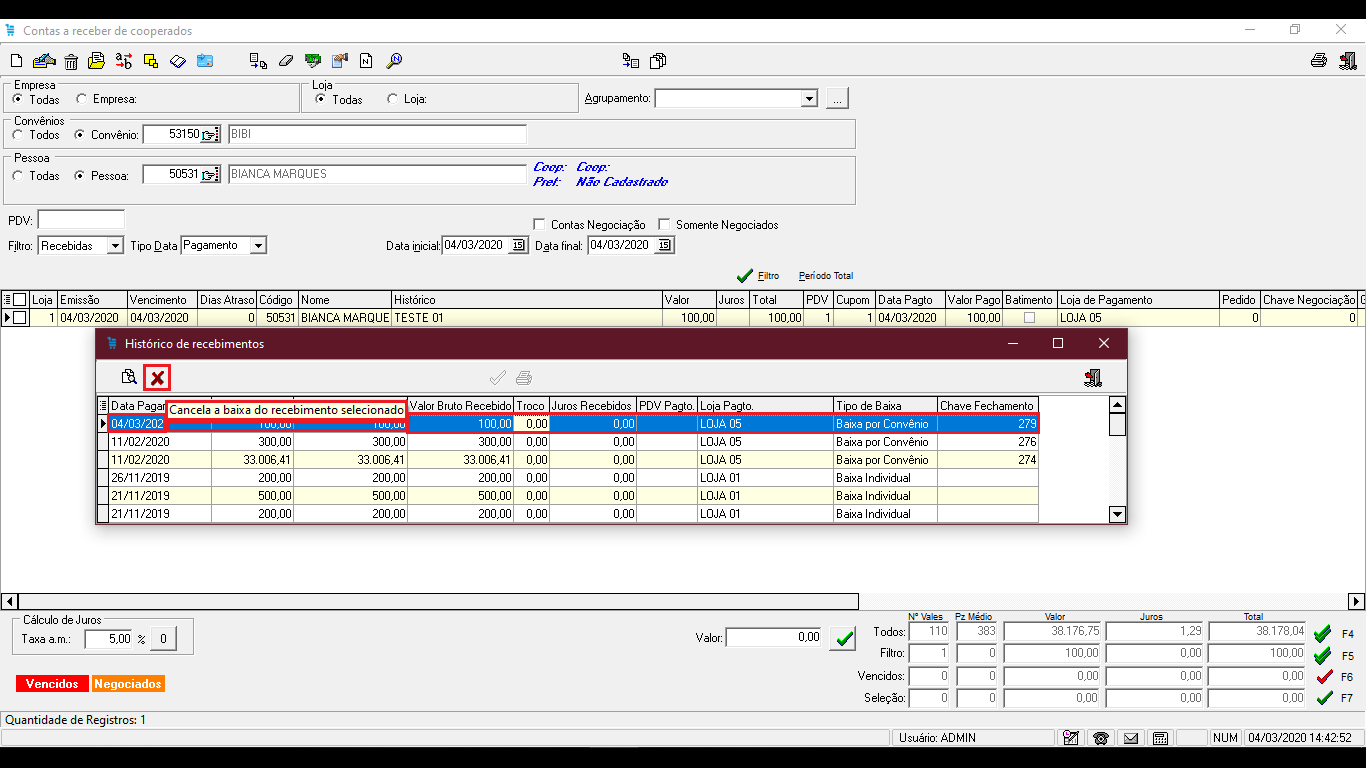 Contas a receber de cooperados
Empresa
Todas Empresa:
Loja
Todas Loja:
Agrupamento: ...
Convênios
Todos Convênio: 53150 BIBI
Pessoa
Todas Pessoa: 50531 BIANCA MARQUES
Coop: Coop:
Pref: Não Cadastrado
PDV:
Contas Negociação Somente Negociados
Filtro: Recebidas Tipo Data Pagamento Data inicial: 04/03/2020 15 Data final: 04/03/2020 15
Filtro Período Total
Loja Emissão Vencimento Dias Atraso Código Nome Histórico Valor Juros Total PDV Cupom Data Pagto Valor Pago Batimento Loja de Pagamento Pedido Chave Negociação
1 04/03/2020 04/03/2020 0 50531 BIANCA MARQUE TESTE 01 100,00 100,00 1 1 04/03/2020 100,00 LOJA 05 0 0
Histórico de recebimentos
Cancela a baixa do recebimento selecionado
Data Pagam Valor Bruto Recebido Troco Juros Recebidos PDV Pagto. Loja Pagto. Tipo de Baixa Chave Fechamento
04/03/202 100,00 100,00 100,00 0,00 0,00 LOJA 05 Baixa por Convênio 279
11/02/2020 300,00 300,00 300,00 0,00 0,00 LOJA 05 Baixa por Convênio 276
11/02/2020 33.006,41 33.006,41 33.006,41 0,00 0,00 LOJA 05 Baixa por Convênio 274
26/11/2019 200,00 200,00 200,00 0,00 0,00 LOJA 01 Baixa Individual
21/11/2019 500,00 500,00 500,00 0,00 0,00 LOJA 01 Baixa Individual
21/11/2019 200,00 200,00 200,00 0,00 0,00 LOJA 01 Baixa Individual
Cálculo de Juros
Taxa a.m.: 5,00 % 0
Vencidos Negociados
Valor: 0,00
Nº Vales Pz Médio Valor Juros Total
Todos: 110 383 38.176,75 1,29 38.178,04 F4
Filtro: 1 0 100,00 0,00 100,00 F5
Vencidos: 0 0 0,00 0,00 0,00 F6
Seleção: 0 0 0,00 0,00 0,00 F7
Quantidade de Registros: 1
Usuário: ADMIN NUM 04/03/2020 14:42:52